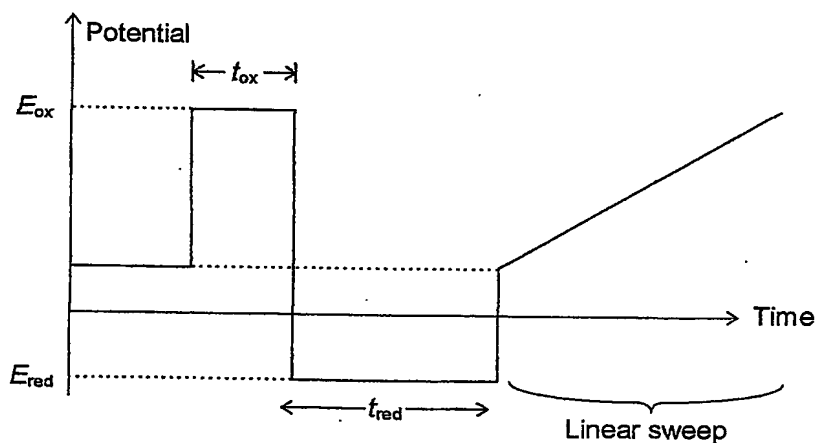 Potential
tox
Eox
Time
Ered
tred
Linear sweep